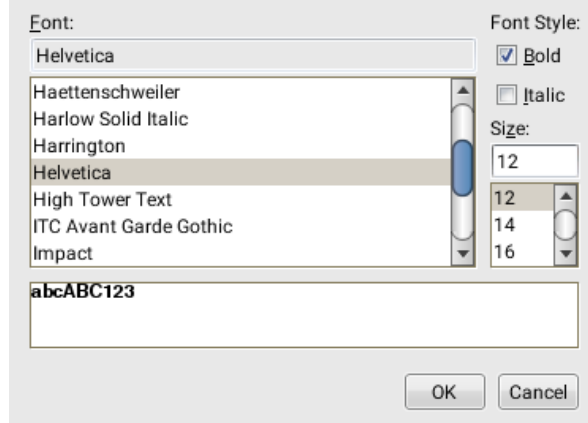 Font:
Helvetica
Haettenschweiler
Harlow Solid Italic
Harrington
Helvetica
High Tower Text
ITC Avant Garde Gothic
Impact
Font Style:
Bold
Italic
Size:
12
12
14
16
abcABC123
OK
Cancel